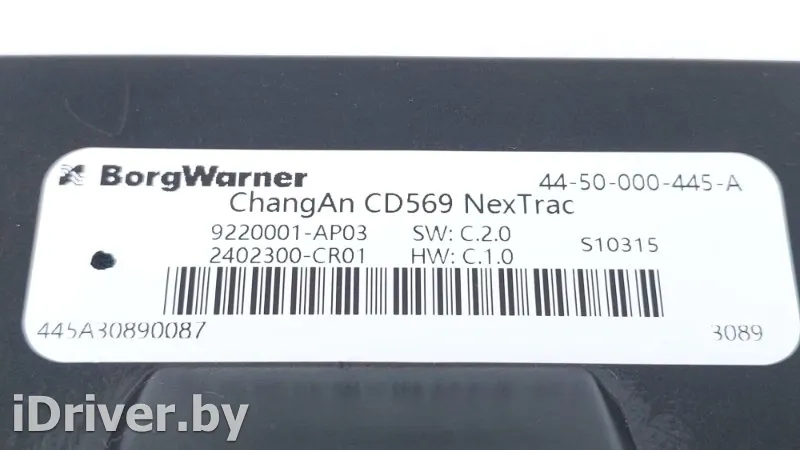 BorgWarner 44-50-000-445-A
ChangAn CD569 NexTrac
9220001-AP03 SW: C.2.0
2402300-CR01 HW: C.1.0 S10315
445A30890087 3089
iDriver.by